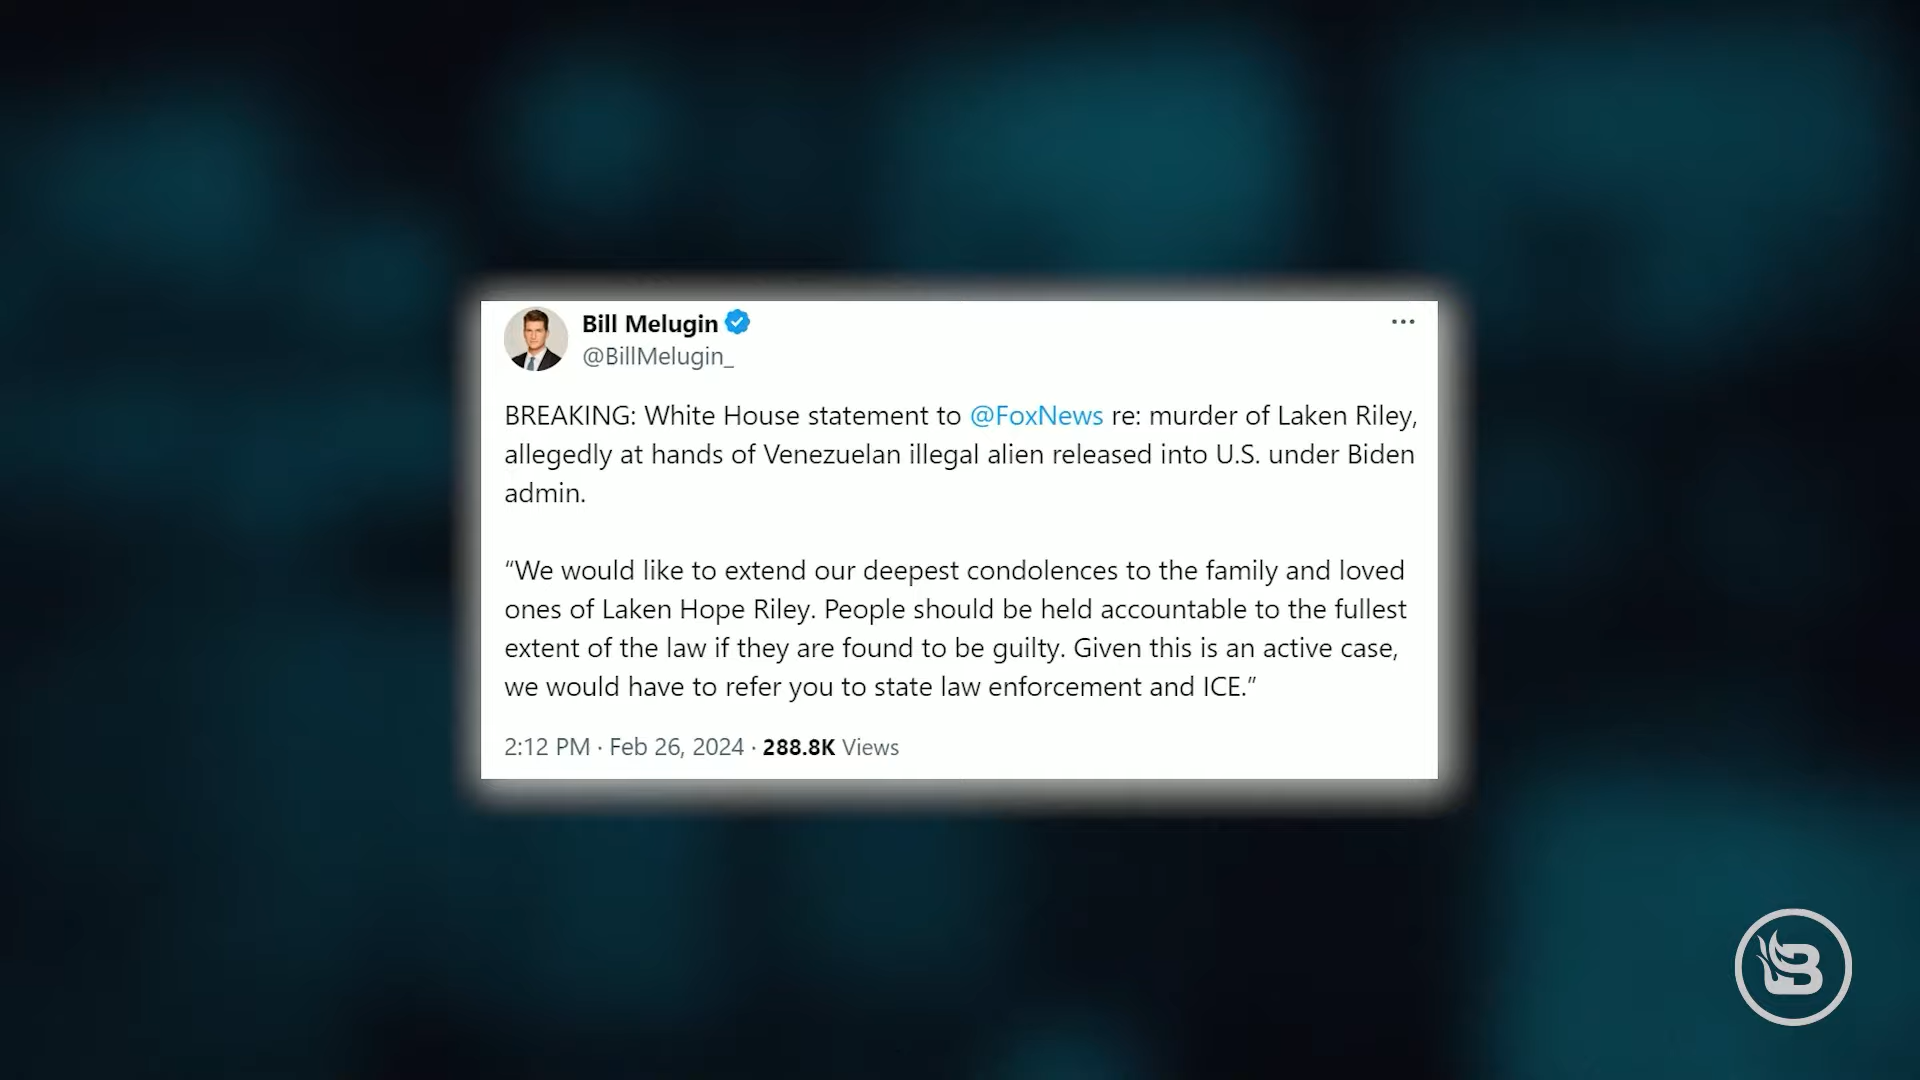 Bill Melugin
@BillMelugin_
BREAKING: White House statement to @FoxNews re: murder of Laken Riley,
allegedly at hands of Venezuelan illegal alien released into U.S. under Biden
admin.
“We would like to extend our deepest condolences to the family and loved
ones of Laken Hope Riley. People should be held accountable to the fullest
extent of the law if they are found to be guilty. Given this is an active case,
we would have to refer you to state law enforcement and ICE.”
2:12 PM · Feb 26, 2024 · 288.8K Views
B